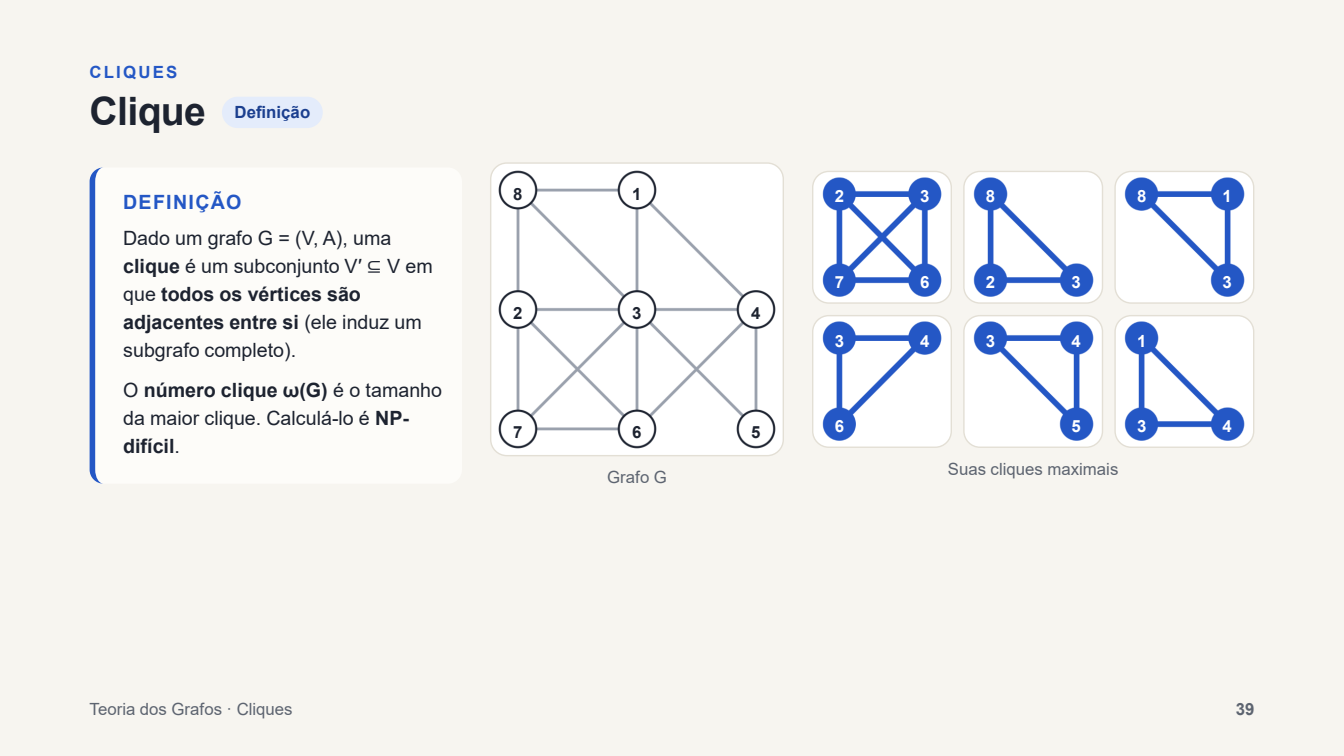 CLIQUES
Clique Definição
DEFINIÇÃO
Dado um grafo G = (V, A), uma
clique é um subconjunto V′ ⊆ V em
que todos os vértices são
adjacentes entre si (ele induz um
subgrafo completo).
O número clique ω(G) é o tamanho
da maior clique. Calculá-lo é NP-
difícil.
8 1
2 3 4
7 6 5
Grafo G
2 3
7 6
8
2 3
8 1
3
3 4
6
3 4
5
1
3 4
Suas cliques maximais
Teoria dos Grafos · Cliques
39